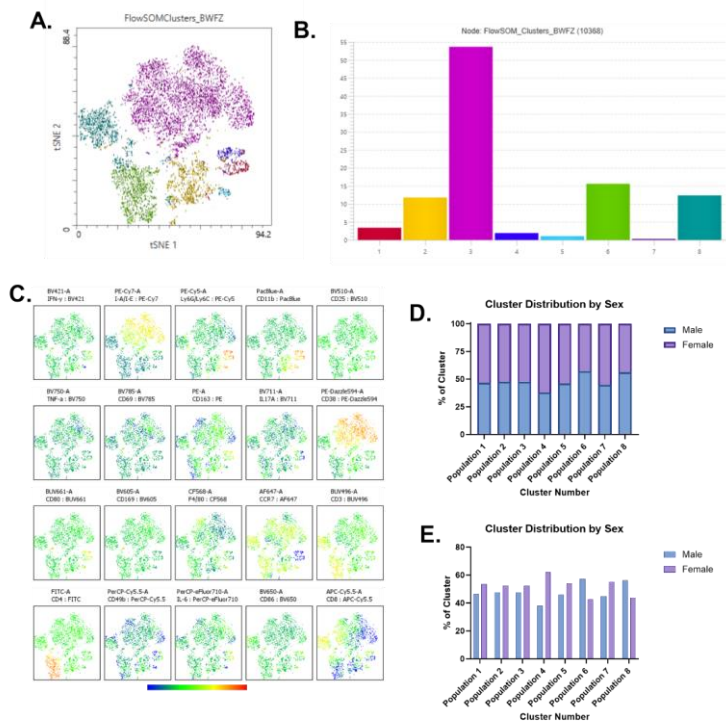 A.
FlowSOMClusters_BWFZ
88.4
tSNE 2
0
0
94.2
tSNE 1
B.
Node: FlowSOM_Clusters_BWFZ (10368)
55
50
45
40
35
30
25
20
15
10
5
0
1 2 3 4 5 6 7 8
C.
BV421-A
IFN-y : BV421
PE-Cy7-A
I-A/I-E : PE-Cy7
PE-Cy5-A
Ly6G/Ly6C : PE-Cy5
PacBlue-A
CD11b : PacBlue
BV510-A
CD25 : BV510
BV750-A
TNF-a : BV750
BV785-A
CD69 : BV785
PE-A
CD163 : PE
BV711-A
IL17A : BV711
PE-Dazzle594-A
CD38 : PE-Dazzle594
BUV661-A
CD80 : BUV661
BV605-A
CD169 : BV605
CF568-A
F4/80 : CF568
AF647-A
CCR7 : AF647
BUV496-A
CD3 : BUV496
FITC-A
CD4 : FITC
PerCP-Cy5.5-A
CD49b : PerCP-Cy5.5
PerCP-eFluor710-A
IL-6 : PerCP-eFluor710
BV650-A
CD86 : BV650
APC-Cy5.5-A
CD8 : APC-Cy5.5
D.
Cluster Distribution by Sex
100
75
50
25
0
% of Cluster
Population 1
Population 2
Population 3
Population 4
Population 5
Population 6
Population 7
Population 8
Cluster Number
Male
Female
E.
Cluster Distribution by Sex
80
60
40
20
0
% of Cluster
Population 1
Population 2
Population 3
Population 4
Population 5
Population 6
Population 7
Population 8
Cluster Number
Male
Female